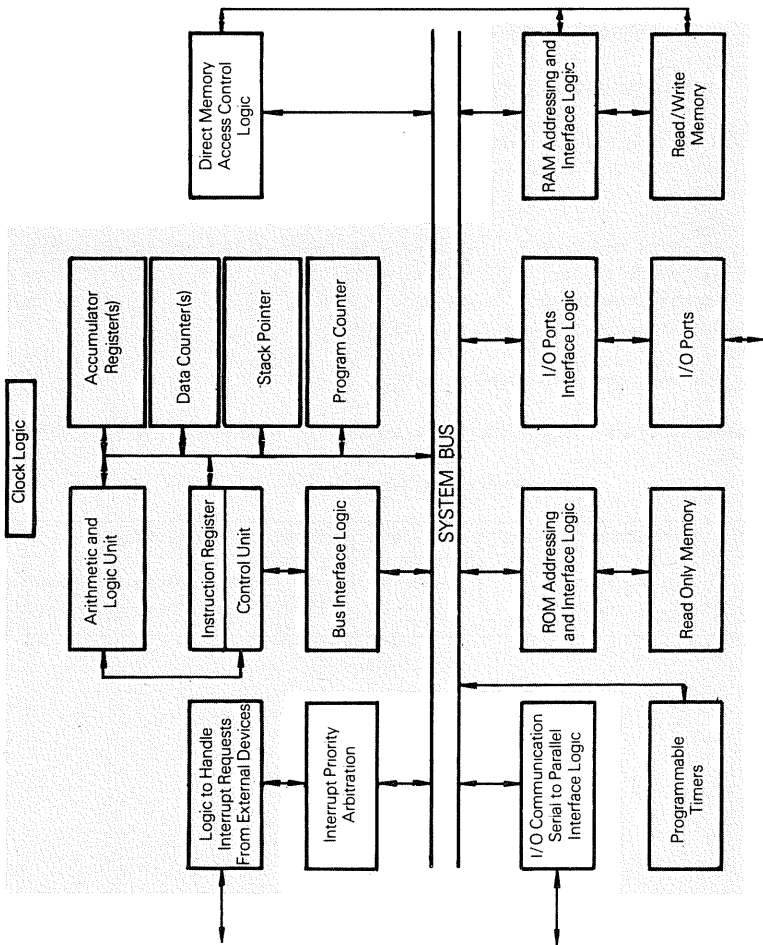 Clock Logic
Logic to Handle
Interrupt Requests
From External Devices
Interrupt Priority
Arbitration
Arithmetic and
Logic Unit
Instruction Register
Control Unit
Bus Interface Logic
Accumulator
Register(s)
Data Counter(s)
Stack Pointer
Program Counter
Direct Memory
Access Control
Logic
SYSTEM BUS
I/O Communication
Serial to Parallel
Interface Logic
Programmable
Timers
ROM Addressing
and Interface Logic
Read Only Memory
I/O Ports
Interface Logic
I/O Ports
RAM Addressing and
Interface Logic
Read/Write
Memory